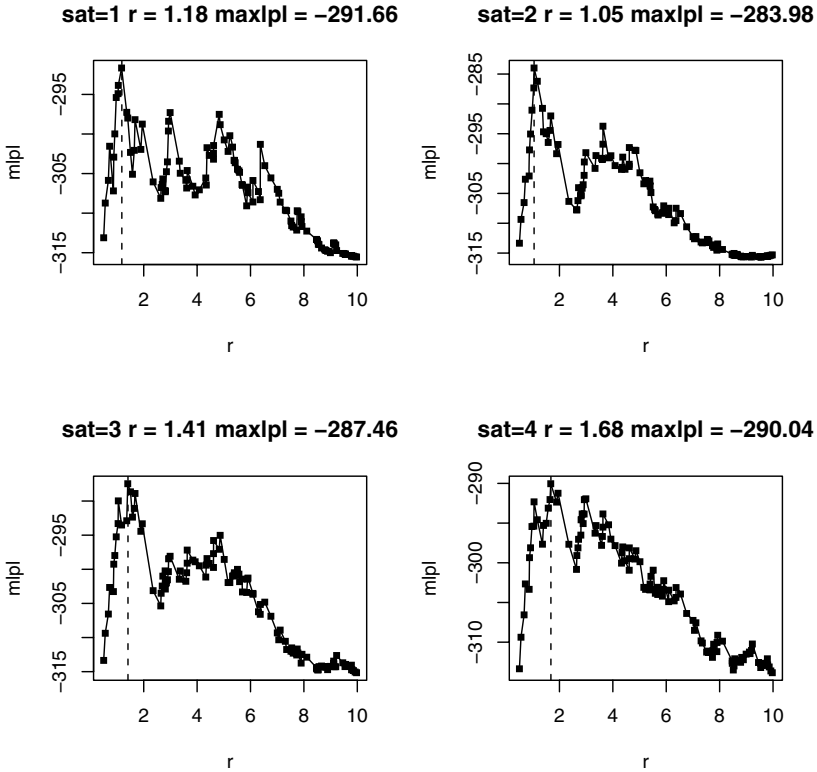 sat=1 r = 1.18 maxlpl = −291.66
mlpl
−295
−305
−315
2 4 6 8 10
r
sat=2 r = 1.05 maxlpl = −283.98
mlpl
−285
−295
−305
−315
2 4 6 8 10
r
sat=3 r = 1.41 maxlpl = −287.46
mlpl
−295
−305
−315
2 4 6 8 10
r
sat=4 r = 1.68 maxlpl = −290.04
mlpl
−290
−300
−310
2 4 6 8 10
r